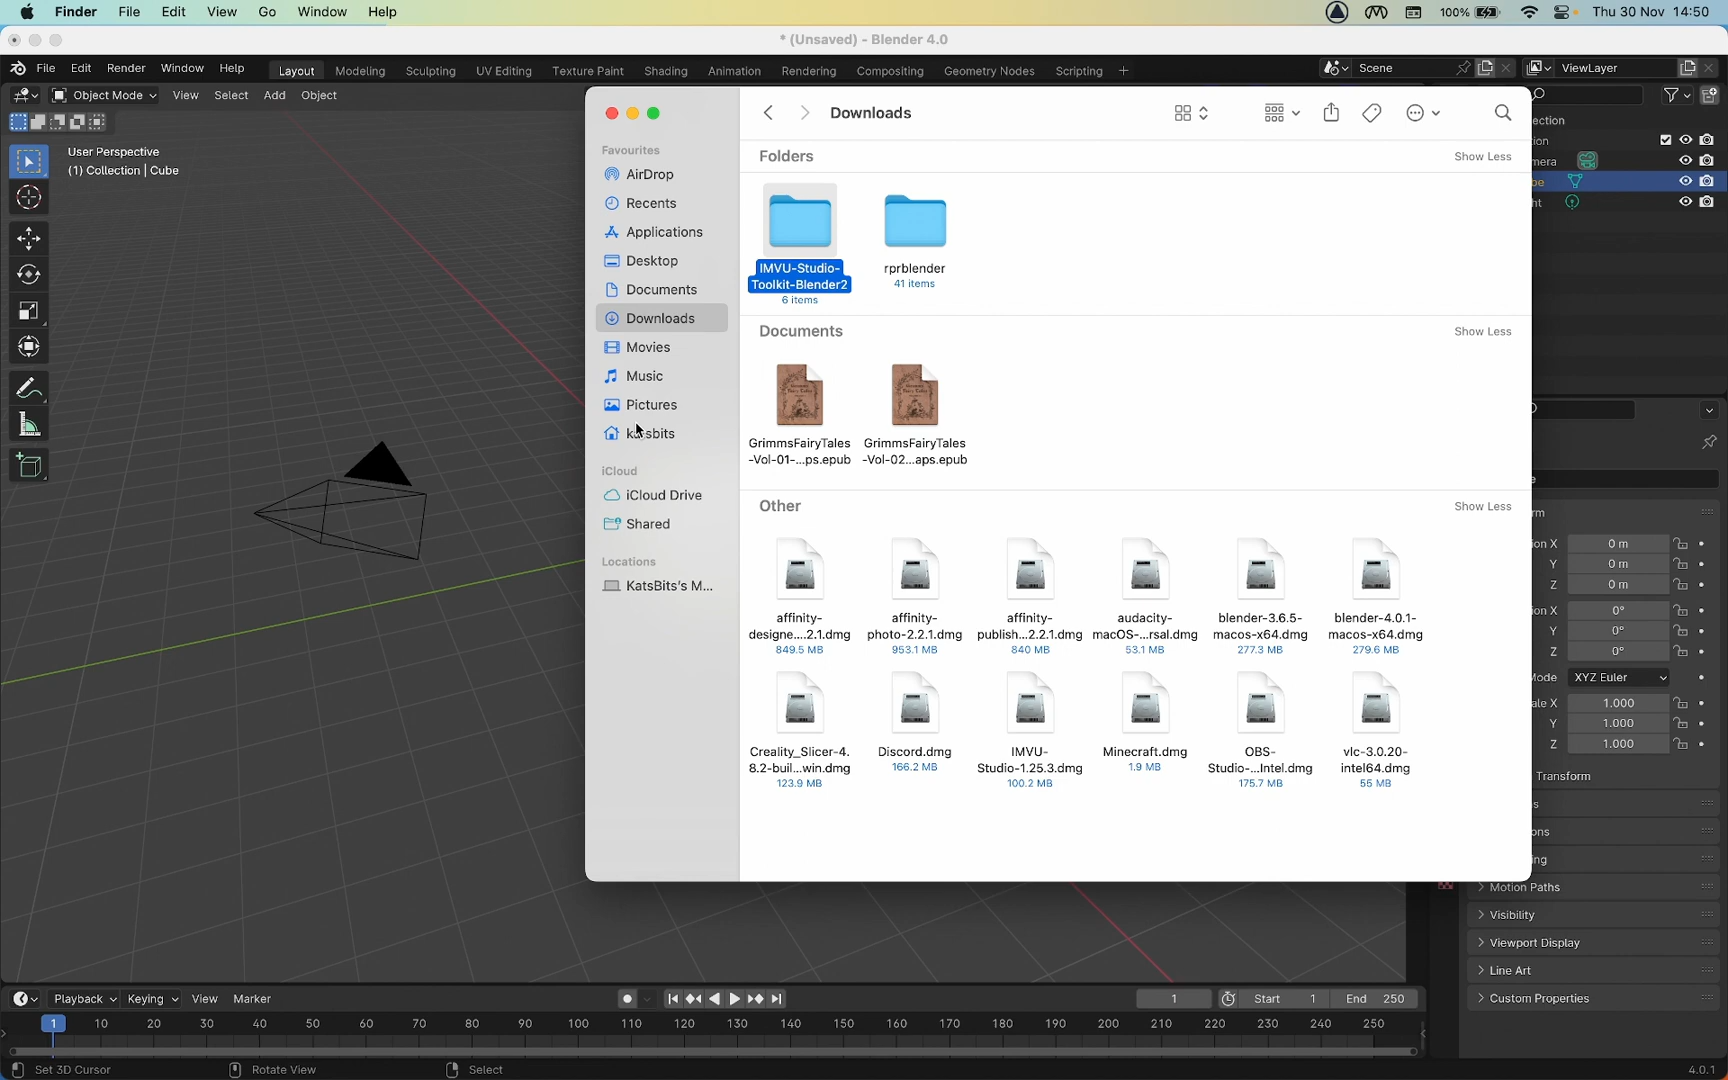 Finder File Edit View Go Window Help 100% Thu 30 Nov 14:50
* (Unsaved) - Blender 4.0
File Edit Render Window Help Layout Modeling Sculpting UV Editing Texture Paint Shading Animation Rendering Compositing Geometry Nodes Scripting + Scene ViewLayer
Object Mode View Select Add Object
User Perspective
(1) Collection | Cube
Downloads
Favourites
AirDrop
Recents
Applications
Desktop
Documents
Downloads
Movies
Music
Pictures
iCloud
iCloud Drive
Shared
Locations
KatsBits's M...
Folders Show Less
IMVU-Studio-
Toolkit-Blender2
6 items
rprblender
41 items
Documents Show Less
GrimmsFairyTales
-Vol-01-...ps.epub
GrimmsFairyTales
-Vol-02...aps.epub
Other Show Less
affinity-
designe....2.1.dmg
849.5 MB
affinity-
photo-2.2.1.dmg
953.1 MB
affinity-
publish...2.2.1.dmg
840 MB
audacity-
macOS-...rsal.dmg
53.1 MB
blender-3.6.5-
macos-x64.dmg
277.3 MB
blender-4.0.1-
macos-x64.dmg
279.6 MB
Creality_Slicer-4.
8.2-buil...win.dmg
123.9 MB
Discord.dmg
166.2 MB
IMVU-
Studio-1.25.3.dmg
100.2 MB
Minecraft.dmg
1.9 MB
OBS-
Studio-...Intel.dmg
175.7 MB
vlc-3.0.20-
intel64.dmg
55 MB
ection
ion
mera
be
ht
e
rm
ion X 0 m
Y 0 m
Z 0 m
ion X 0°
Y 0°
Z 0°
Mode XYZ Euler
ale X 1.000
Y 1.000
Z 1.000
Transform
s
ons
ing
Motion Paths
Visibility
Viewport Display
Line Art
Custom Properties
Playback Keying View Marker 1 Start 1 End 250
1 10 20 30 40 50 60 70 80 90 100 110 120 130 140 150 160 170 180 190 200 210 220 230 240 250
Set 3D Cursor Rotate View Select 4.0.1